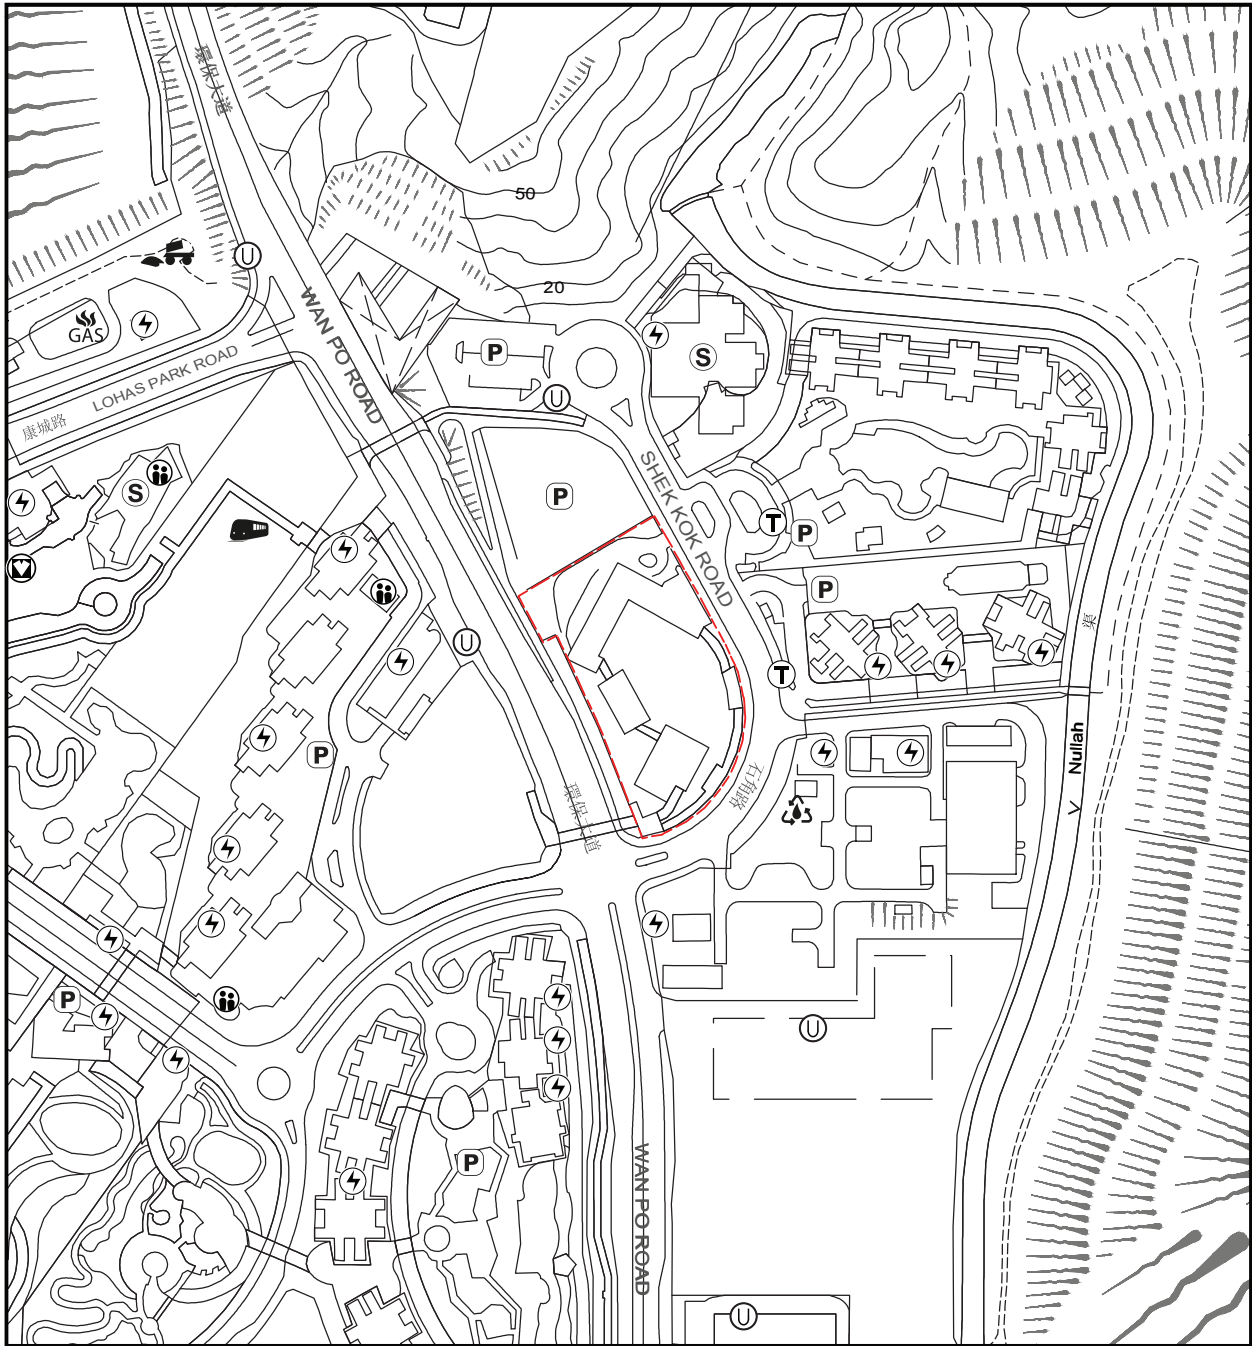 環保大道
50
U
20
WAN PO ROAD
GAS
P
S
LOHAS PARK ROAD
U
康城路
SHEK KOK ROAD
S
P
T
P
P
渠
U
T
P
Nullah
石角路
環保大道
P
U
P
WAN PO ROAD
U